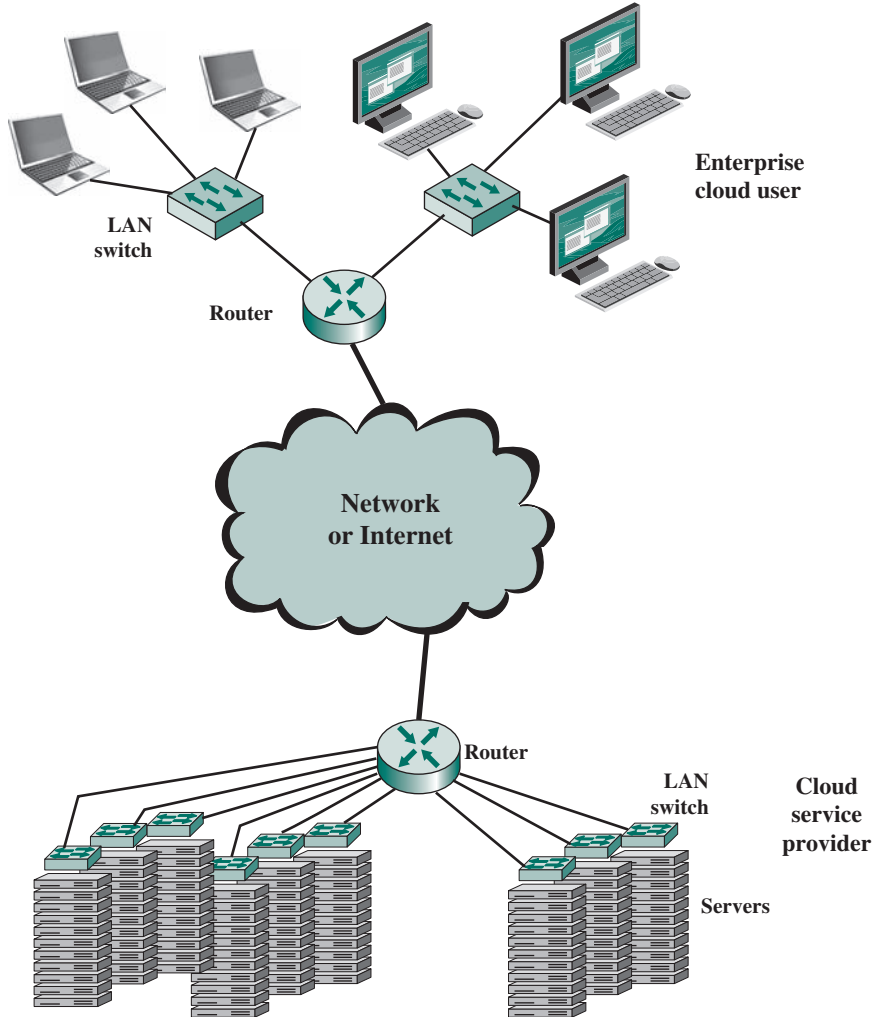 Enterprise
cloud user
LAN
switch
Router
Network
or Internet
Router
LAN
switch
Cloud
service
provider
Servers